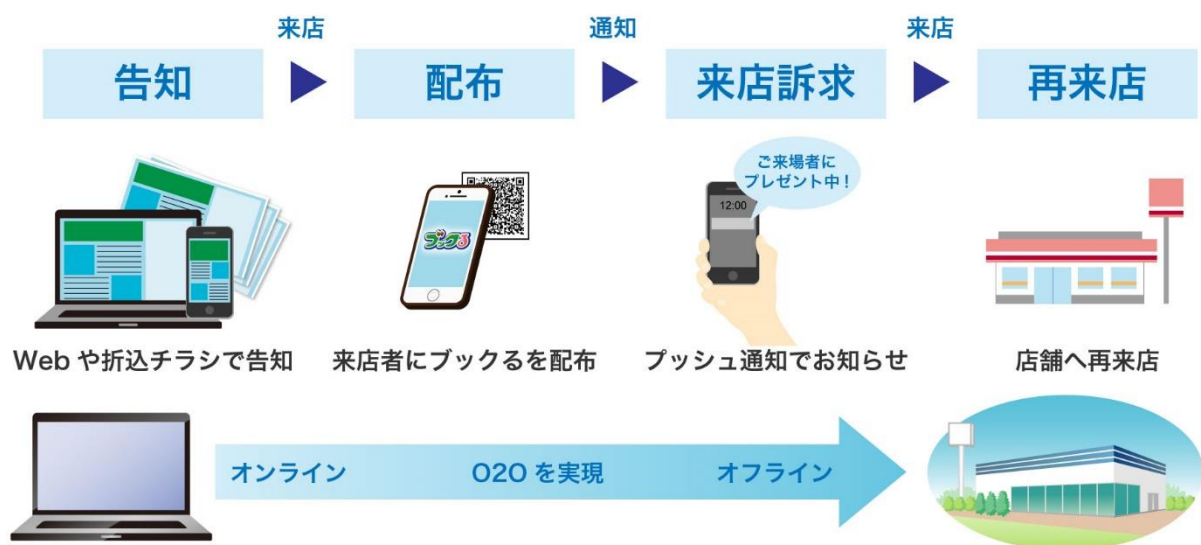 来店 通知 来店
告知 配布 来店訴求 再来店
ご来場者に
プレゼント中!
12:00
ブックる
Webや折込チラシで告知 来店者にブックるを配布 プッシュ通知でお知らせ 店舗へ再来店
オンライン O2Oを実現 オフライン